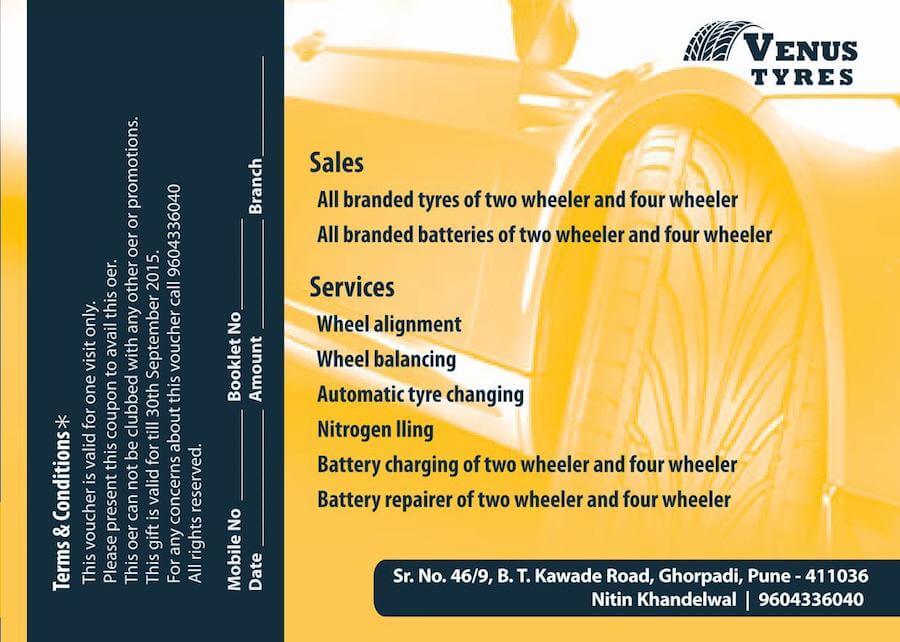 VENUS
TYRES
Sales
All branded tyres of two wheeler and four wheeler
All branded batteries of two wheeler and four wheeler
Services
Wheel alignment
Wheel balancing
Automatic tyre changing
Nitrogen lling
Battery charging of two wheeler and four wheeler
Battery repairer of two wheeler and four wheeler
Sr. No. 46/9, B. T. Kawade Road, Ghorpadi, Pune - 411036
Nitin Khandelwal | 9604336040
Terms & Conditions*
This voucher is valid for one visit only.
Please present this coupon to avail this oer.
This oer can not be clubbed with any other oer or promotions.
This gift is valid for till 30th September 2015.
For any concerns about this voucher call 9604336040
All rights reserved.
Mobile No Booklet No
Date Amount Branch